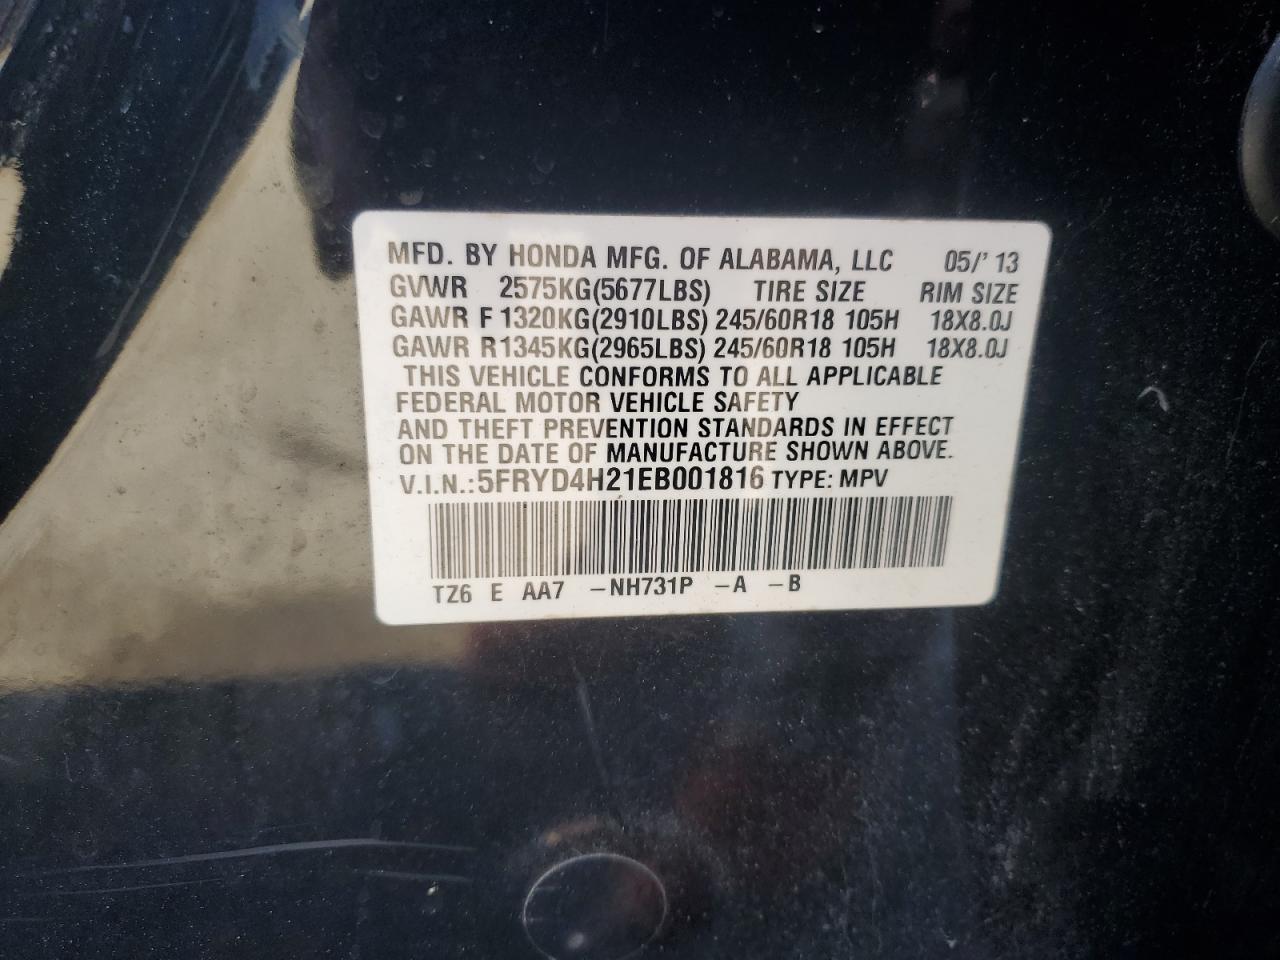 MFD. BY HONDA MFG. OF ALABAMA, LLC 05/' 13
GVWR 2575KG(5677LBS) TIRE SIZE RIM SIZE
GAWR F 1320KG(2910LBS) 245/60R18 105H 18X8.0J
GAWR R1345KG(2965LBS) 245/60R18 105H 18X8.0J
THIS VEHICLE CONFORMS TO ALL APPLICABLE
FEDERAL MOTOR VEHICLE SAFETY
AND THEFT PREVENTION STANDARDS IN EFFECT
ON THE DATE OF MANUFACTURE SHOWN ABOVE.
V.I.N.:5FRYD4H21EB001816 TYPE: MPV
TZ6 E AA7 –NH731P –A –B